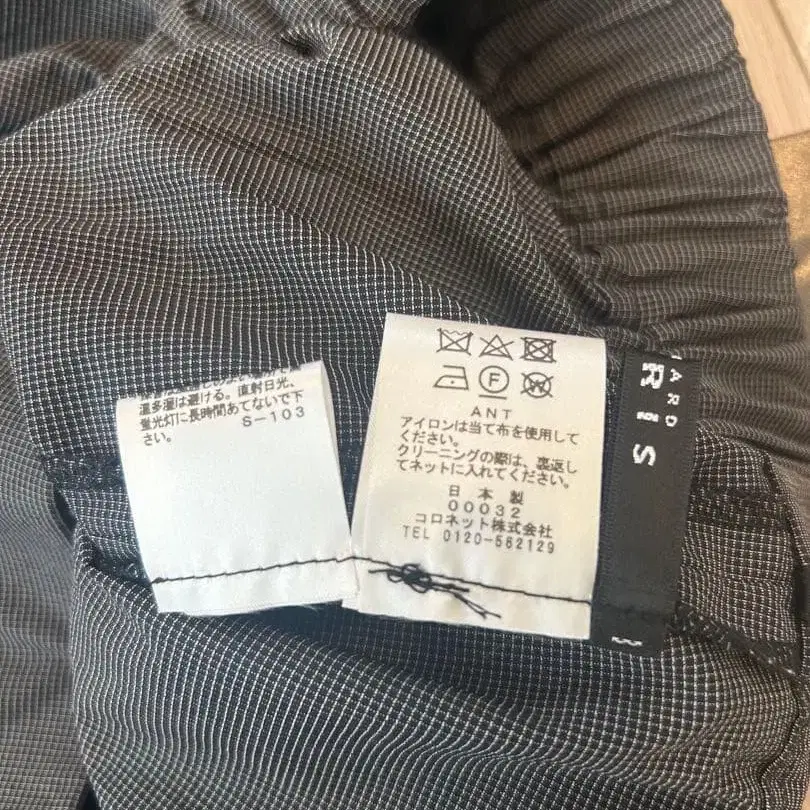 温多湿は避ける。直射日光、
蛍光灯に長時間あてないで下
さい。 S-103
F W
ANT
アイロンは当て布を使用して
ください。
クリーニングの際は、裏返し
てネットに入れてください。
日本製
00032
コロネット株式会社
TEL 0120-562129
ARD
RIS